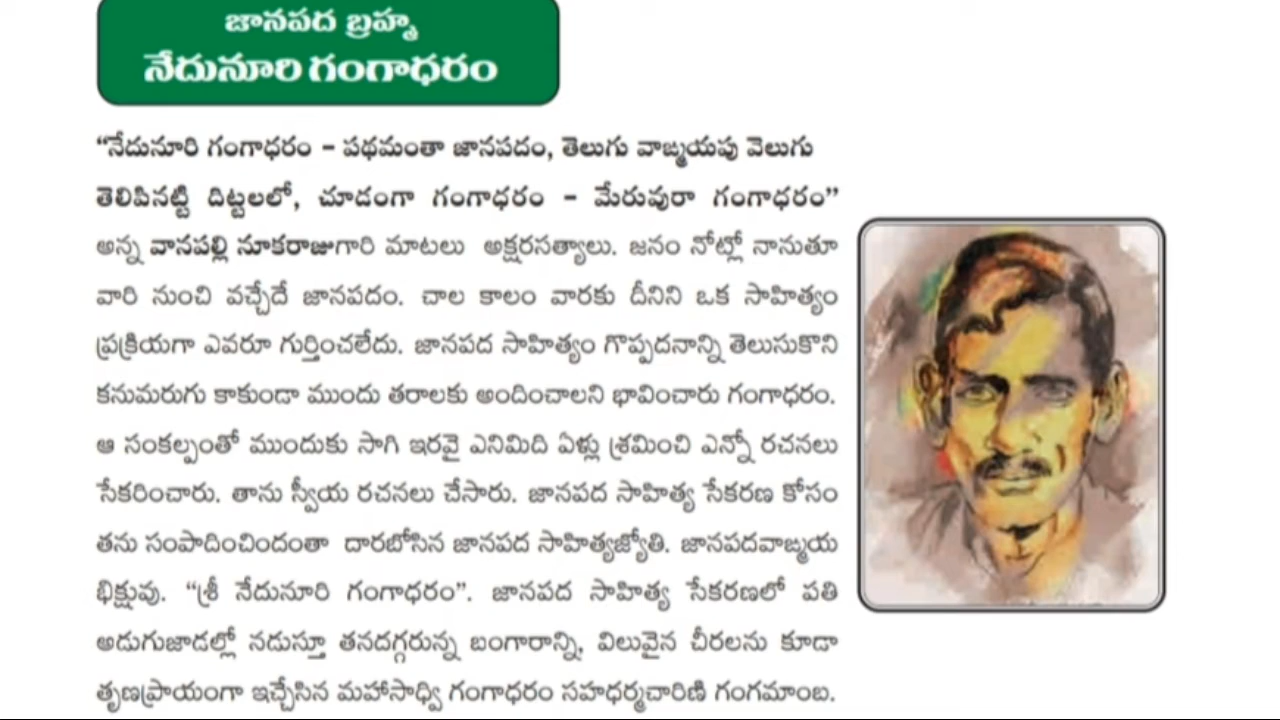 జానపద బ్రహ్మ
నేదునూరి గంగాధరం
“నేదునూరి గంగాధరం – పథమంతా జానపదం, తెలుగు వాఙ్మయపు వెలుగు
తెలిపినట్టి దిట్టలలో, చూడంగా గంగాధరం – మేరువురా గంగాధరం”
అన్న వానపల్లి నూకరాజుగారి మాటలు అక్షరసత్యాలు. జనం నోట్లో నానుతూ
వారి నుంచి వచ్చేదే జానపదం. చాల కాలం వారకు దీనిని ఒక సాహిత్యం
ప్రక్రియగా ఎవరూ గుర్తించలేదు. జానపద సాహిత్యం గొప్పదనాన్ని తెలుసుకొని
కనుమరుగు కాకుండా ముందు తరాలకు అందించాలని భావించారు గంగాధరం.
ఆ సంకల్పంతో ముందుకు సాగి ఇరవై ఎనిమిది ఏళ్లు శ్రమించి ఎన్నో రచనలు
సేకరించారు. తాను స్వీయ రచనలు చేసారు. జానపద సాహిత్య సేకరణ కోసం
తను సంపాదించిందంతా దారబోసిన జానపద సాహిత్యజ్యోతి. జానపదవాఙ్మయ
భిక్షువు. “శ్రీ నేదునూరి గంగాధరం”. జానపద సాహిత్య సేకరణలో పతి
అడుగుజాడల్లో నడుస్తూ తనదగ్గరున్న బంగారాన్ని, విలువైన చీరలను కూడా
తృణప్రాయంగా ఇచ్చేసిన మహాసాధ్వి గంగాధరం సహధర్మచారిణి గంగమాంబ.